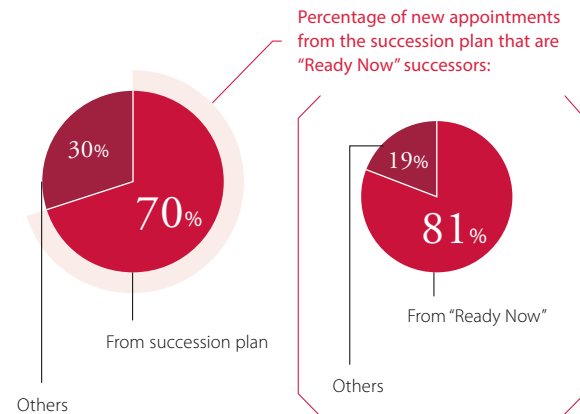 Percentage of new appointments
from the succession plan that are
“Ready Now” successors:
30%
70%
From succession plan
Others
19%
81%
From “Ready Now”
Others